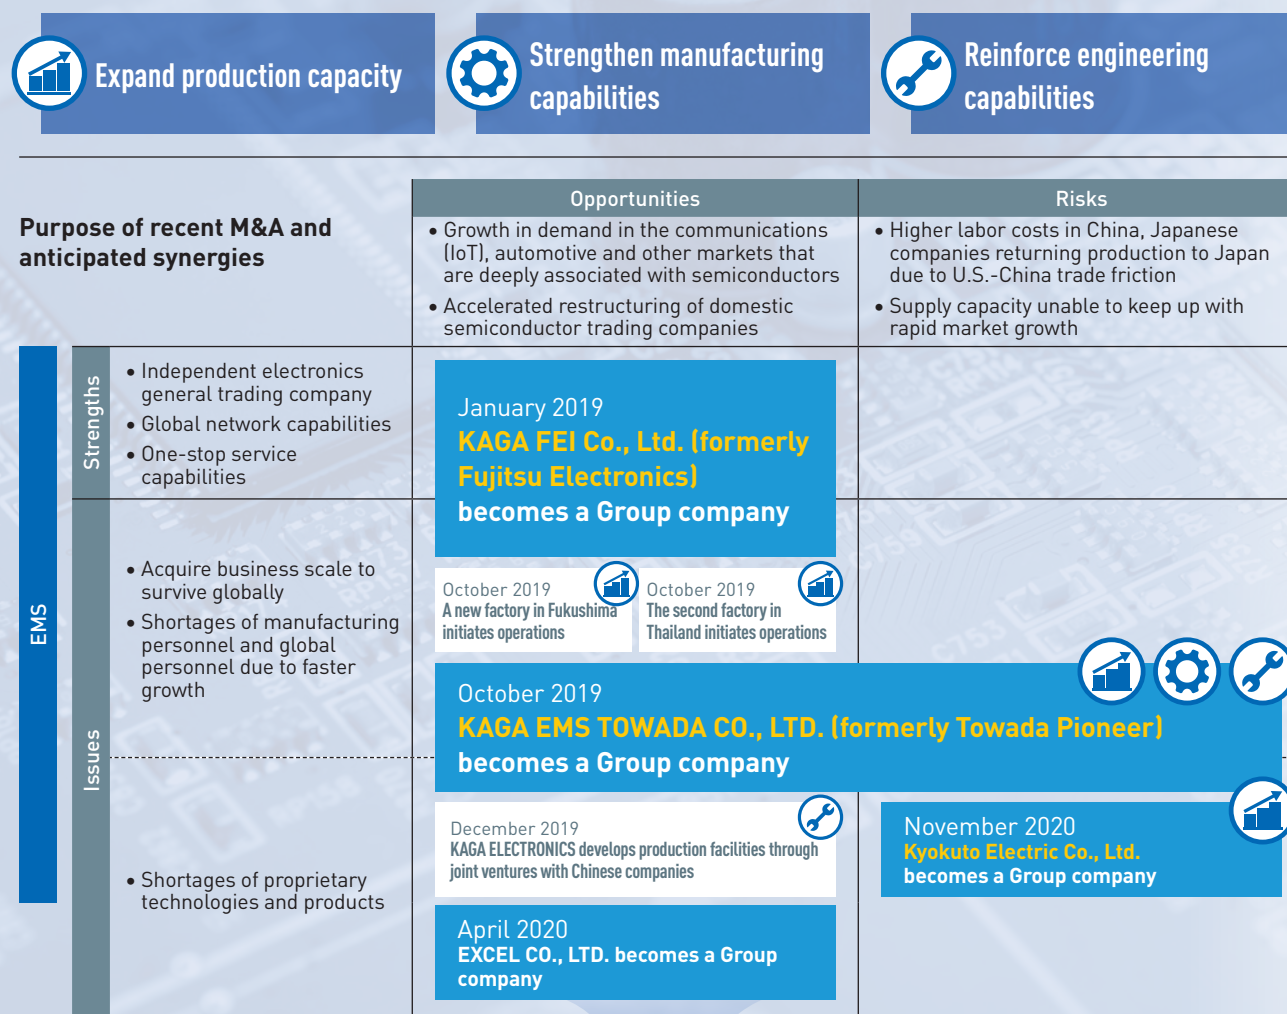 Expand production capacity
Strengthen manufacturing
capabilities
Reinforce engineering
capabilities
Purpose of recent M&A and
anticipated synergies
Opportunities
• Growth in demand in the communications
(IoT), automotive and other markets that
are deeply associated with semiconductors
• Accelerated restructuring of domestic
semiconductor trading companies
Risks
• Higher labor costs in China, Japanese
companies returning production to Japan
due to U.S.-China trade friction
• Supply capacity unable to keep up with
rapid market growth
EMS
Strengths
• Independent electronics
general trading company
• Global network capabilities
• One-stop service
capabilities
January 2019
KAGA FEI Co., Ltd. (formerly
Fujitsu Electronics)
becomes a Group company
Issues
• Acquire business scale to
survive globally
• Shortages of manufacturing
personnel and global
personnel due to faster
growth
October 2019
A new factory in Fukushima
initiates operations
October 2019
The second factory in
Thailand initiates operations
October 2019
KAGA EMS TOWADA CO., LTD. (formerly Towada Pioneer)
becomes a Group company
• Shortages of proprietary
technologies and products
December 2019
KAGA ELECTRONICS develops production facilities through
joint ventures with Chinese companies
November 2020
Kyokuto Electric Co., Ltd.
becomes a Group company
April 2020
EXCEL CO., LTD. becomes a Group
company